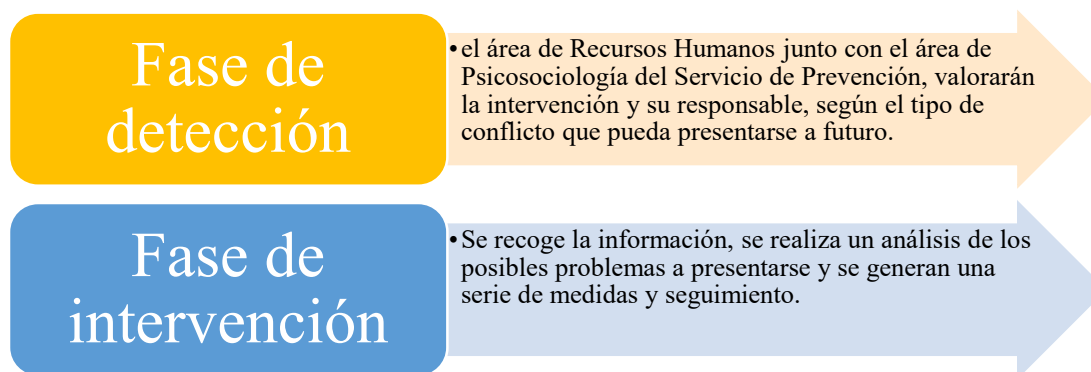 Fase de
detección
•el área de Recursos Humanos junto con el área de
Psicosociología del Servicio de Prevención, valorarán
la intervención y su responsable, según el tipo de
conflicto que pueda presentarse a futuro.
Fase de
intervención
•Se recoge la información, se realiza un análisis de los
posibles problemas a presentarse y se generan una
serie de medidas y seguimiento.